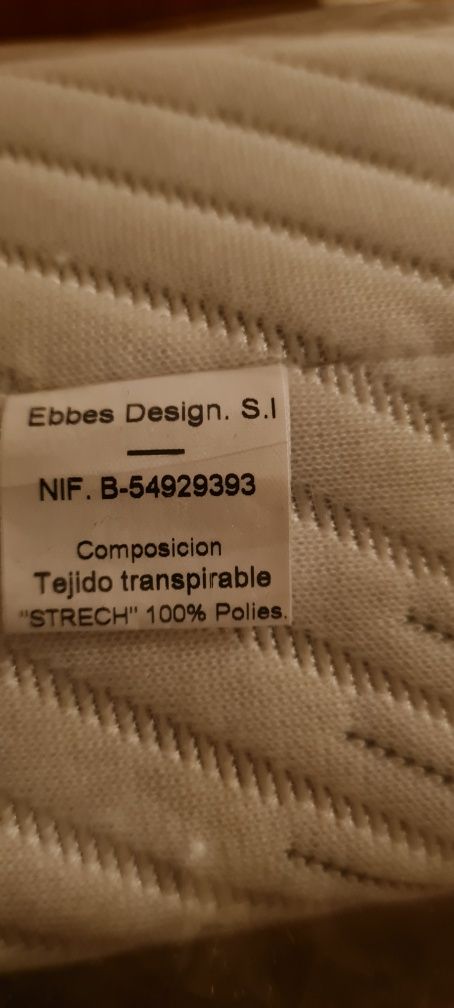 Ebbes Design. S.l
NIF. B-54929393
Composicion
Tejido transpirable
"STRECH" 100% Polies.